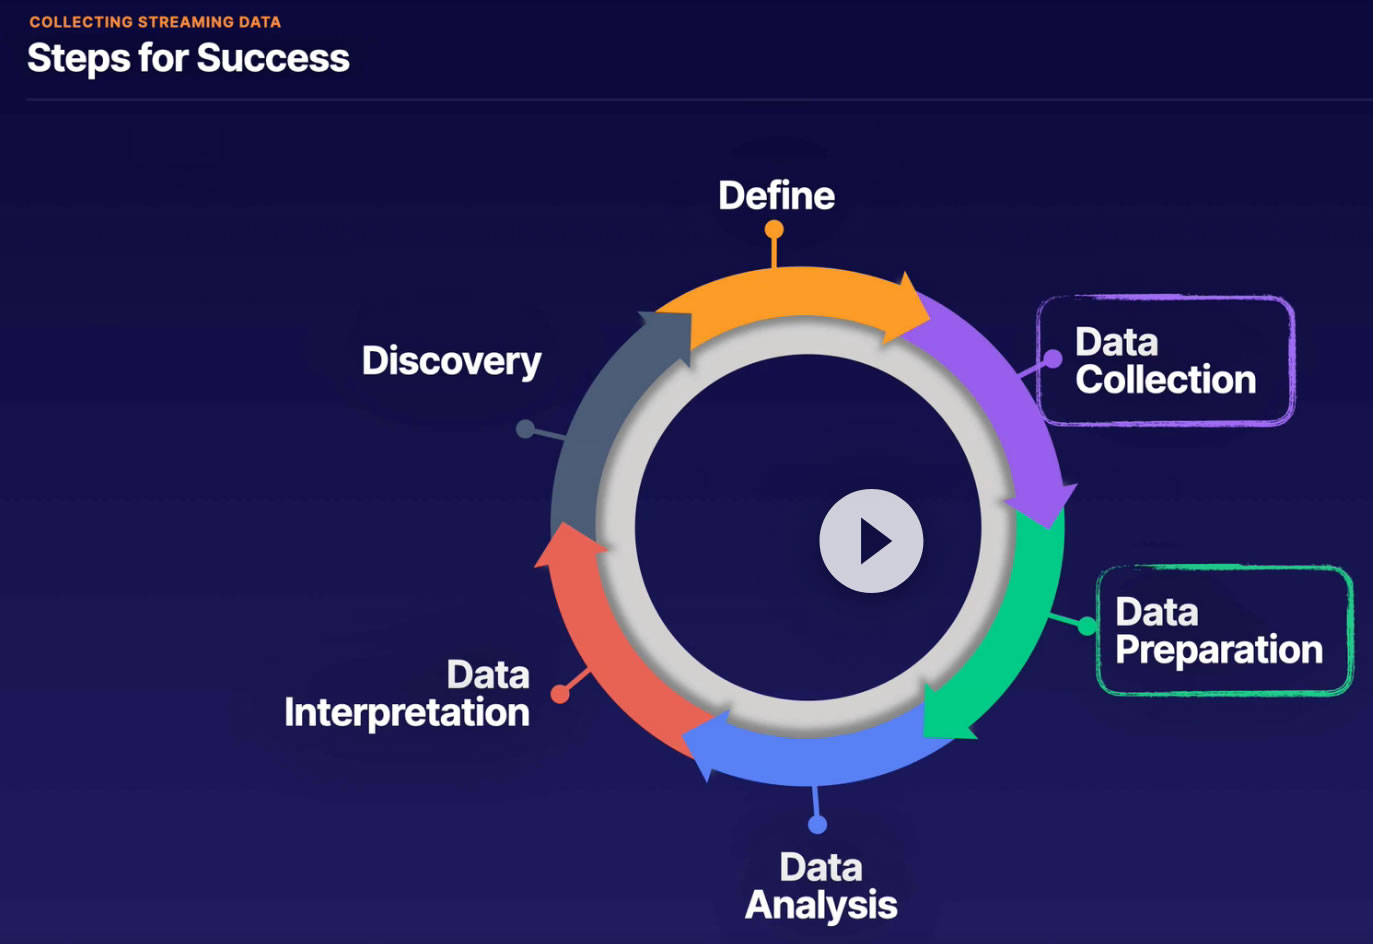 COLLECTING STREAMING DATA
Steps for Success
Define
Data
Collection
Data
Preparation
Data
Analysis
Data
Interpretation
Discovery